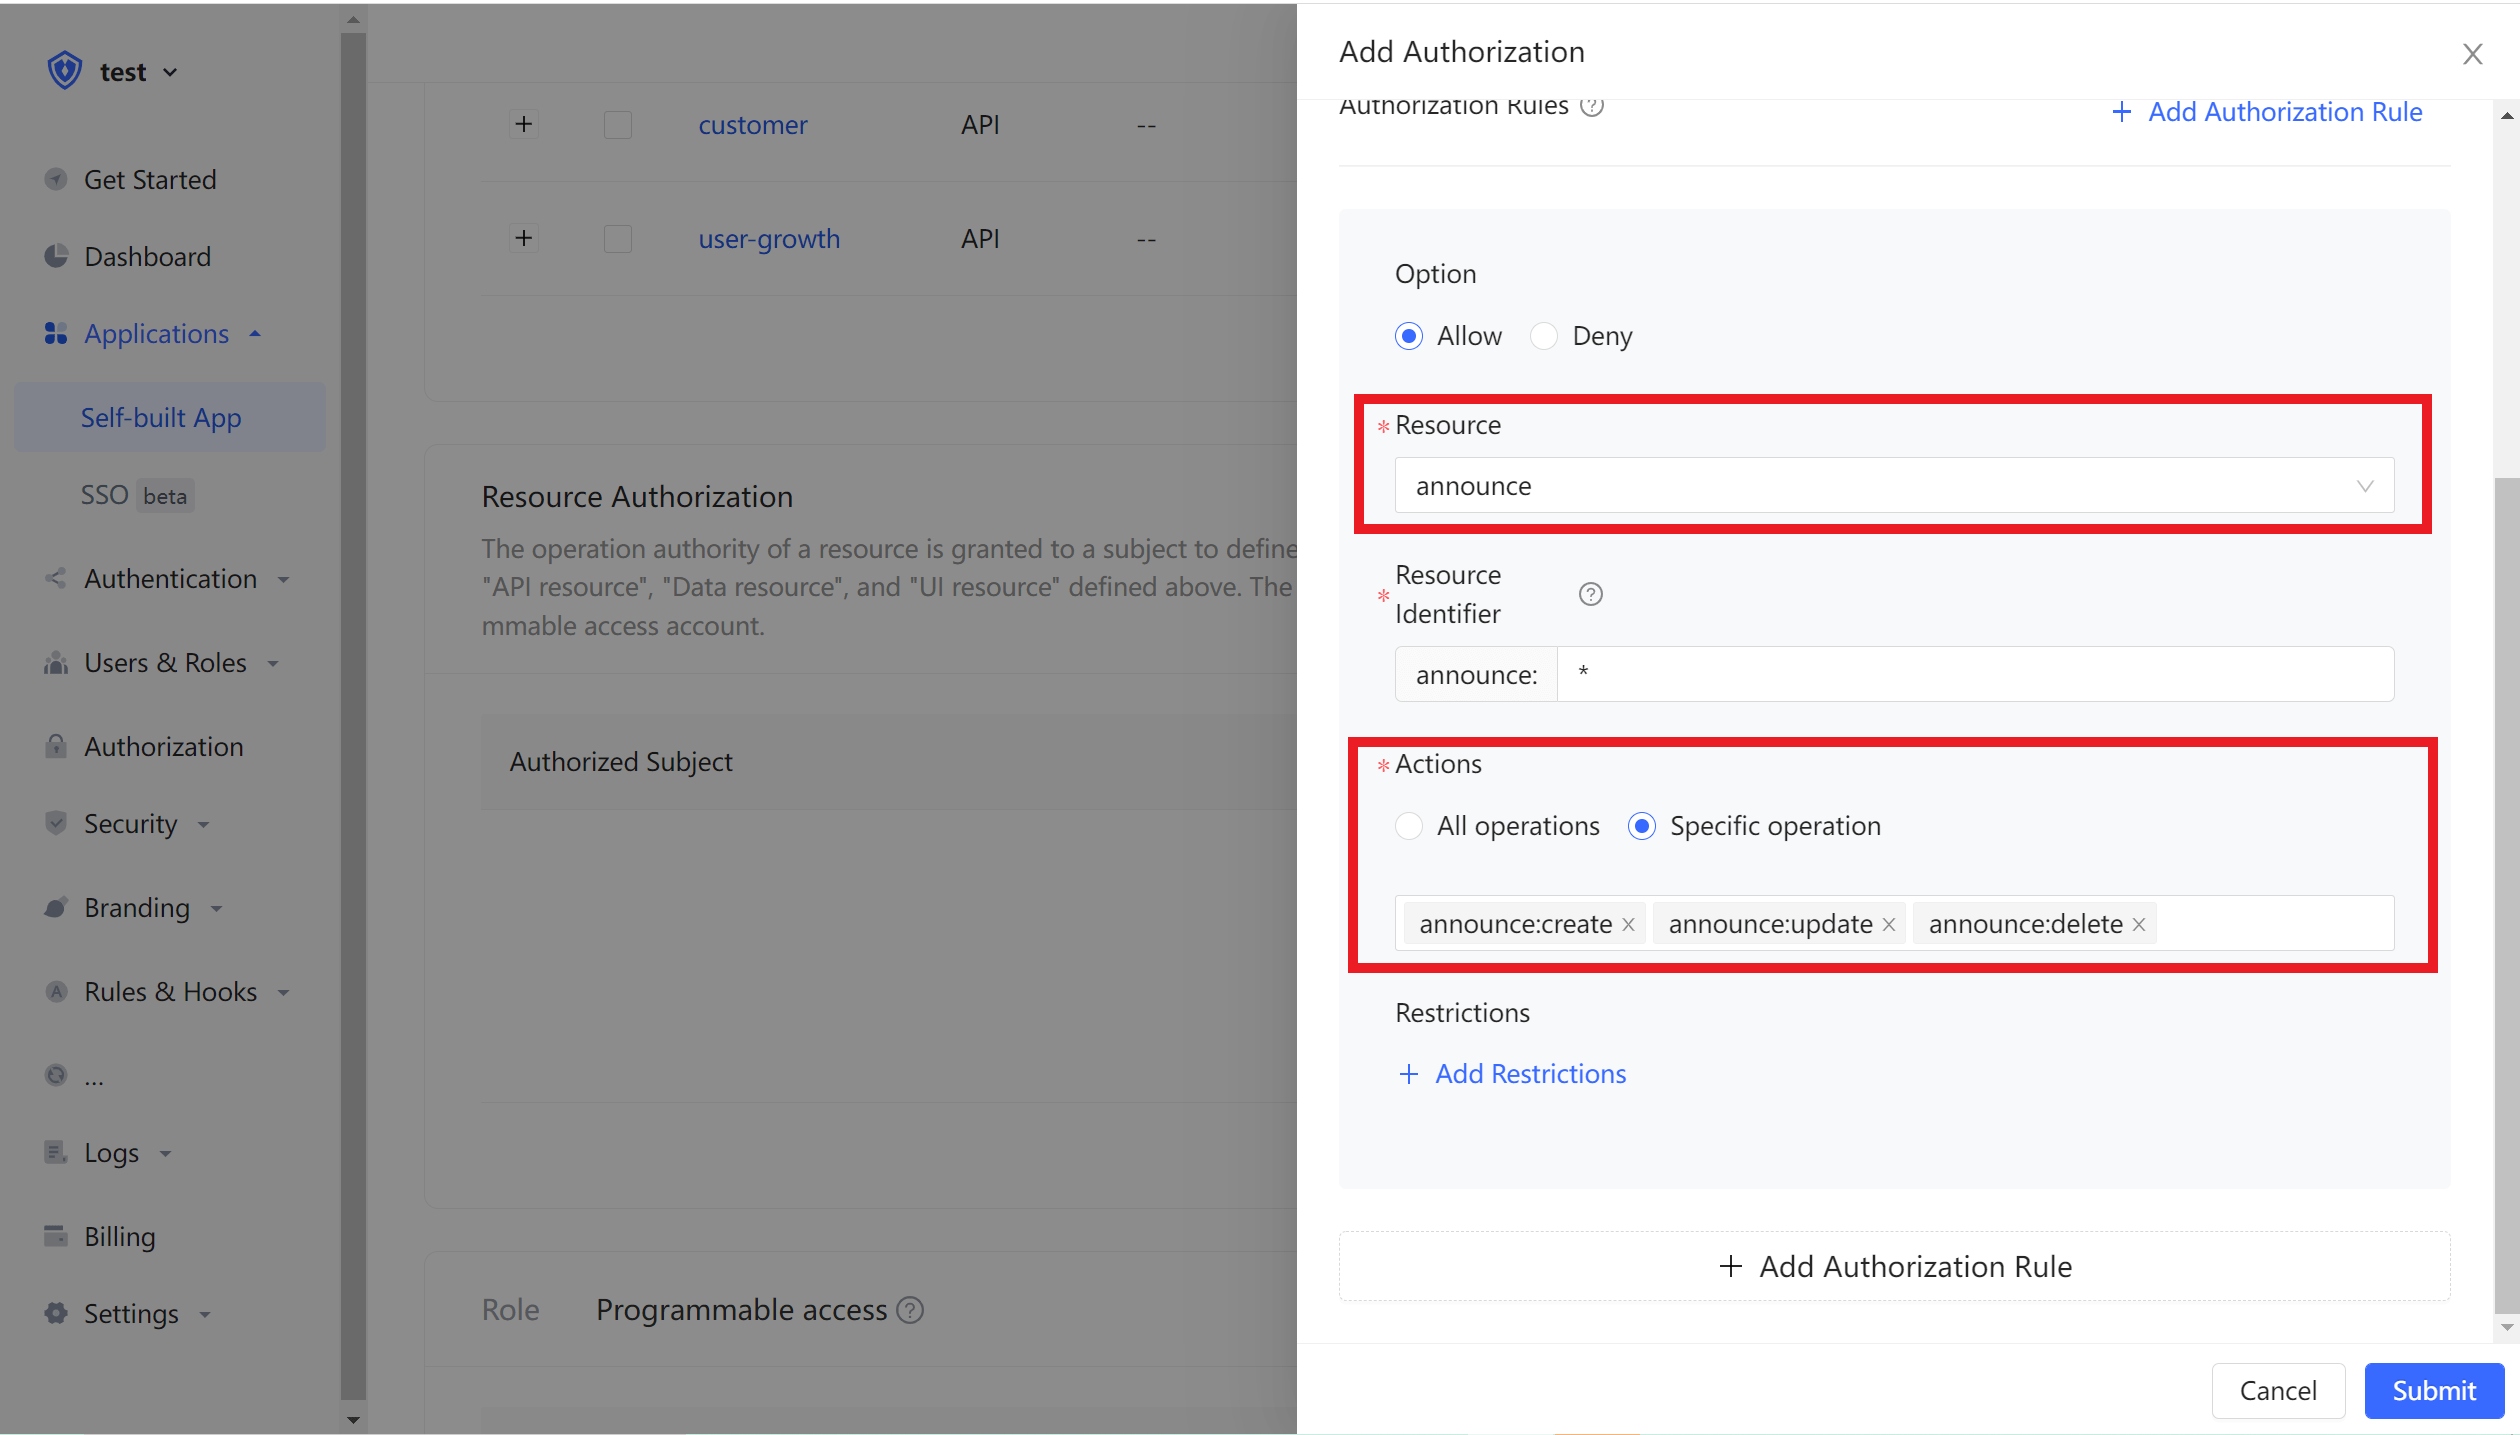 test
Get Started
Dashboard
Applications
Self-built App
SSO beta
Authentication
Users & Roles
Authorization
Security
Branding
Rules & Hooks
...
Logs
Billing
Settings
customer API --
user-growth API --
Resource Authorization
The operation authority of a resource is granted to a subject to define
"API resource", "Data resource", and "UI resource" defined above. The
mmable access account.
Authorized Subject
Role Programmable access ?
Add Authorization
Authorization Rules ?
+ Add Authorization Rule
Option
Allow Deny
* Resource
announce
* Resource
Identifier ?
announce: *
* Actions
All operations Specific operation
announce:create × announce:update × announce:delete ×
Restrictions
+ Add Restrictions
+ Add Authorization Rule
Cancel Submit